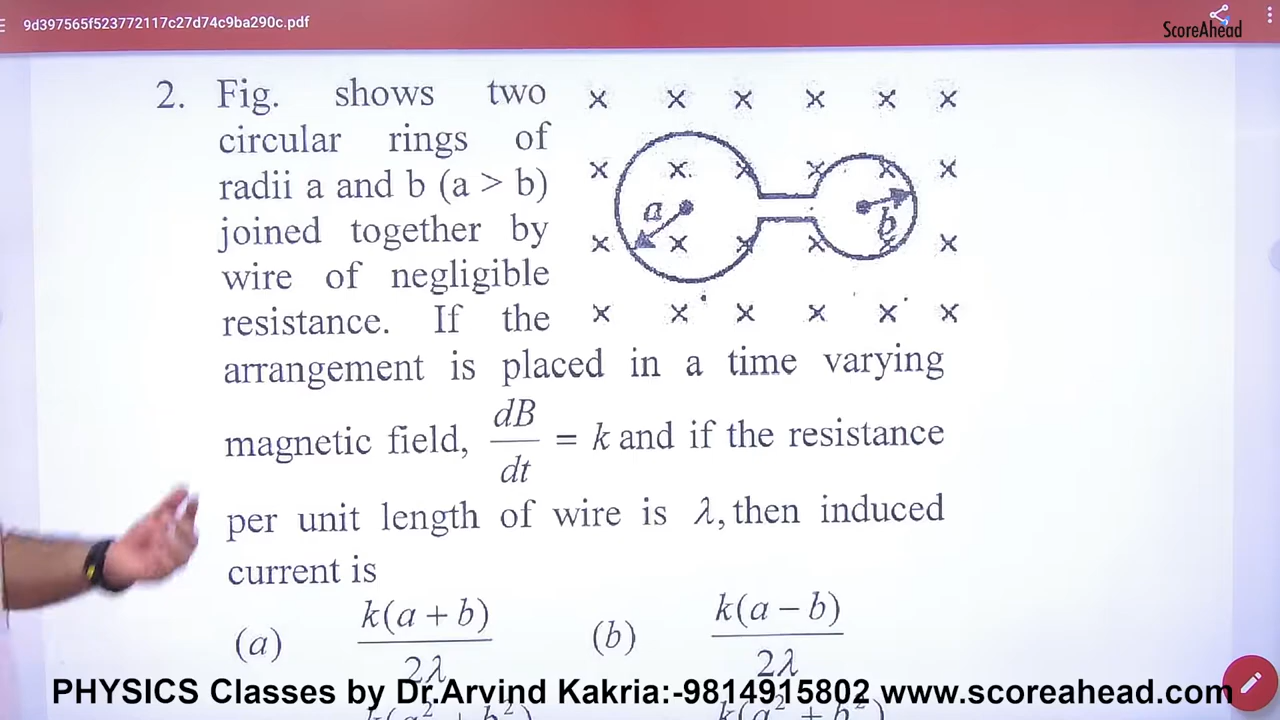 9d397565f523772117c27d74c9ba290c.pdf
ScoreAhead
2. Fig. shows two
circular rings of
radii a and b (a > b)
joined together by
wire of negligible
resistance. If the
arrangement is placed in a time varying
magnetic field, dB/dt = k and if the resistance
per unit length of wire is λ, then induced
current is
(a) k(a + b)/2λ (b) k(a − b)/2λ
a
b
× × × × × ×
× × × × × ×
× × × × × ×
× × × × × ×
PHYSICS Classes by Dr.Arvind Kakria:-9814915802 www.scoreahead.com